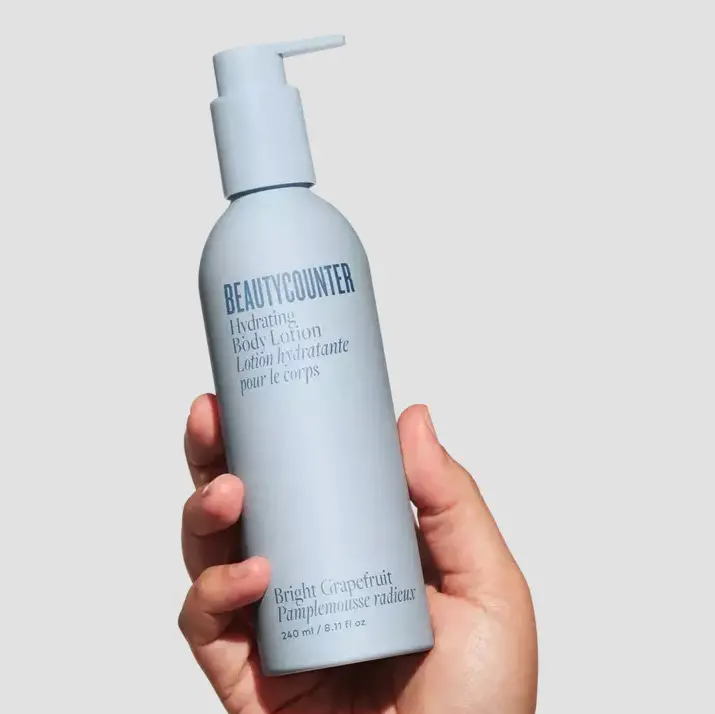 BEAUTYCOUNTER
Hydrating
Body Lotion
Lotion hydratante
pour le corps
Bright Grapefruit
Pamplemousse radieux
240 ml / 8.11 fl oz